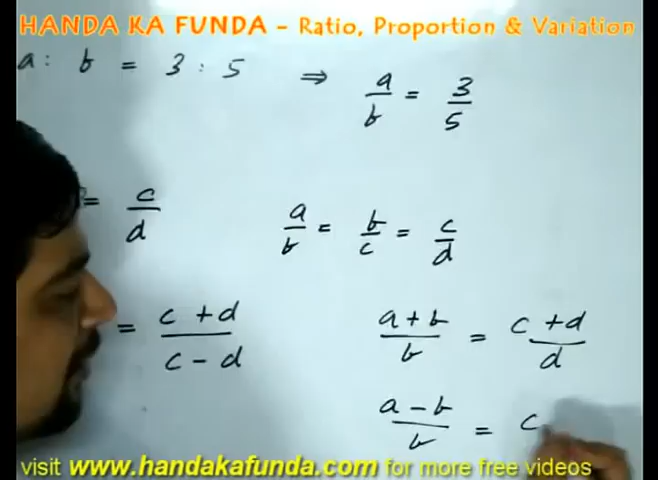 HANDA KA FUNDA - Ratio, Proportion & Variation
a : b = 3 : 5 ⇒ a/b = 3/5
= c/d
a/b = b/c = c/d
= (c + d)/(c - d)
(a + b)/b = (c + d)/d
(a - b)/b = c
visit www.handakafunda.com for more free videos